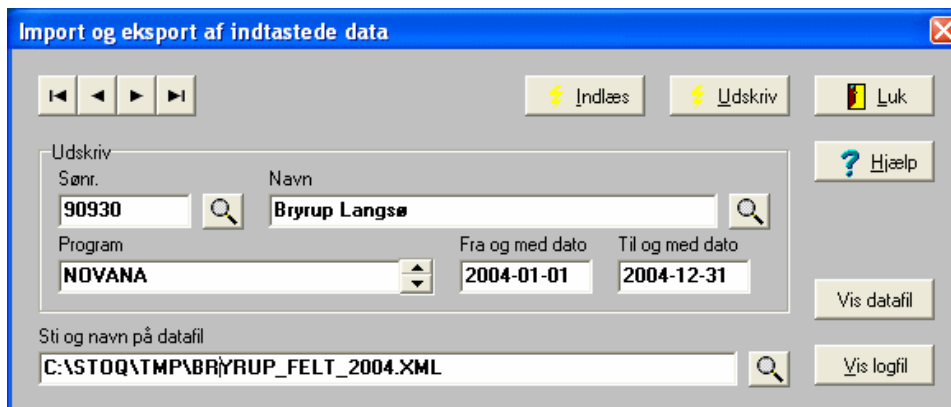 Import og eksport af indtastede data
Indlæs Udskriv Luk
Hjælp
Udskriv
Sønr. Navn
90930 Bryrup Langsø
Program Fra og med dato Til og med dato
NOVANA 2004-01-01 2004-12-31
Vis datafil
Sti og navn på datafil
C:\STOQ\TMP\BRYRUP_FELT_2004.XML Vis logfil